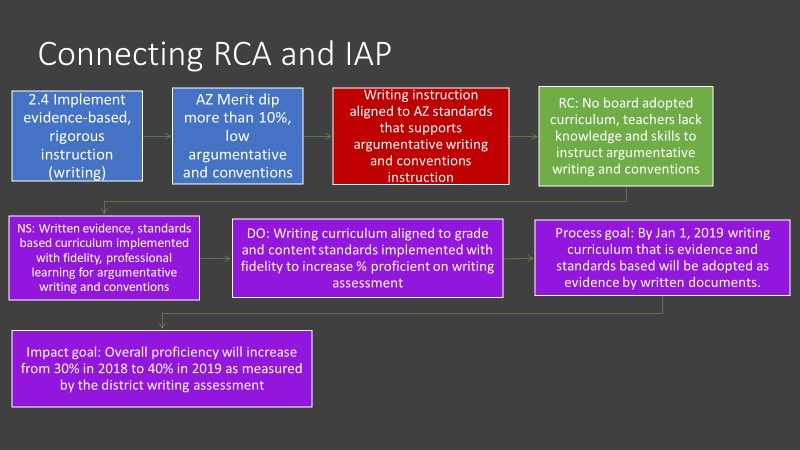 Connecting RCA and IAP
2.4 Implement
evidence-based,
rigorous
instruction
(writing)
AZ Merit dip
more than 10%,
low
argumentative
and conventions
Writing instruction
aligned to AZ standards
that supports
argumentative writing
and conventions
instruction
RC: No board adopted
curriculum, teachers lack
knowledge and skills to
instruct argumentative
writing and conventions
NS: Written evidence, standards
based curriculum implemented
with fidelity, professional
learning for argumentative
writing and conventions
DO: Writing curriculum aligned to grade
and content standards implemented with
fidelity to increase % proficient on writing
assessment
Process goal: By Jan 1, 2019 writing
curriculum that is evidence and
standards based will be adopted as
evidence by written documents.
Impact goal: Overall proficiency will increase
from 30% in 2018 to 40% in 2019 as measured
by the district writing assessment